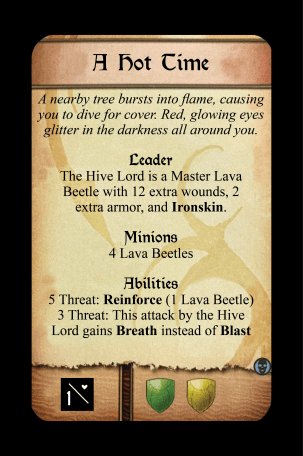 A Hot Time
A nearby tree bursts into flame, causing
you to dive for cover. Red, glowing eyes
glitter in the darkness all around you.
Leader
The Hive Lord is a Master Lava
Beetle with 12 extra wounds, 2
extra armor, and Ironskin.
Minions
4 Lava Beetles
Abilities
5 Threat: Reinforce (1 Lava Beetle)
3 Threat: This attack by the Hive
Lord gains Breath instead of Blast
1